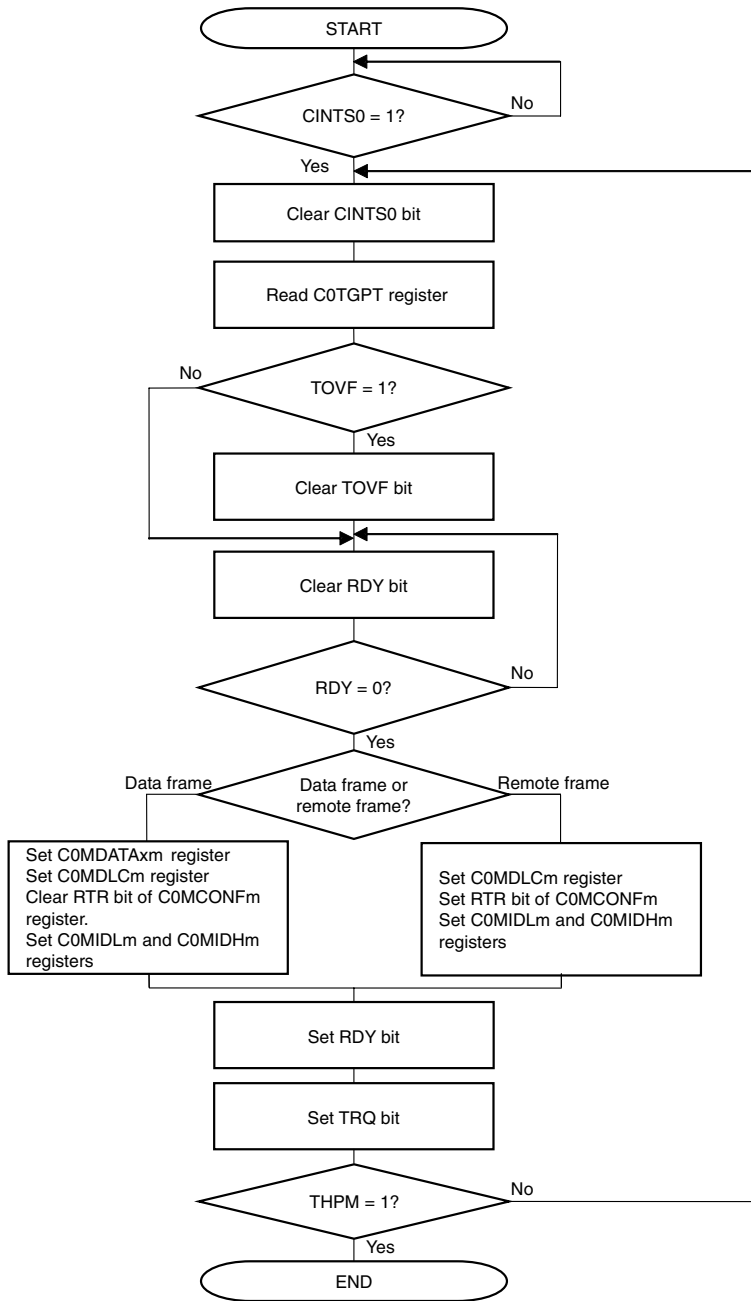 START
CINTS0 = 1?
No
Yes
Clear CINTS0 bit
Read C0TGPT register
No
TOVF = 1?
Yes
Clear TOVF bit
Clear RDY bit
RDY = 0?
No
Yes
Data frame
Data frame or
remote frame?
Remote frame
Set C0MDATAxm register
Set C0MDLCm register
Clear RTR bit of C0MCONFm
register.
Set C0MIDLm and C0MIDHm
registers
Set C0MDLCm register
Set RTR bit of C0MCONFm
Set C0MIDLm and C0MIDHm
registers
Set RDY bit
Set TRQ bit
THPM = 1?
No
Yes
END